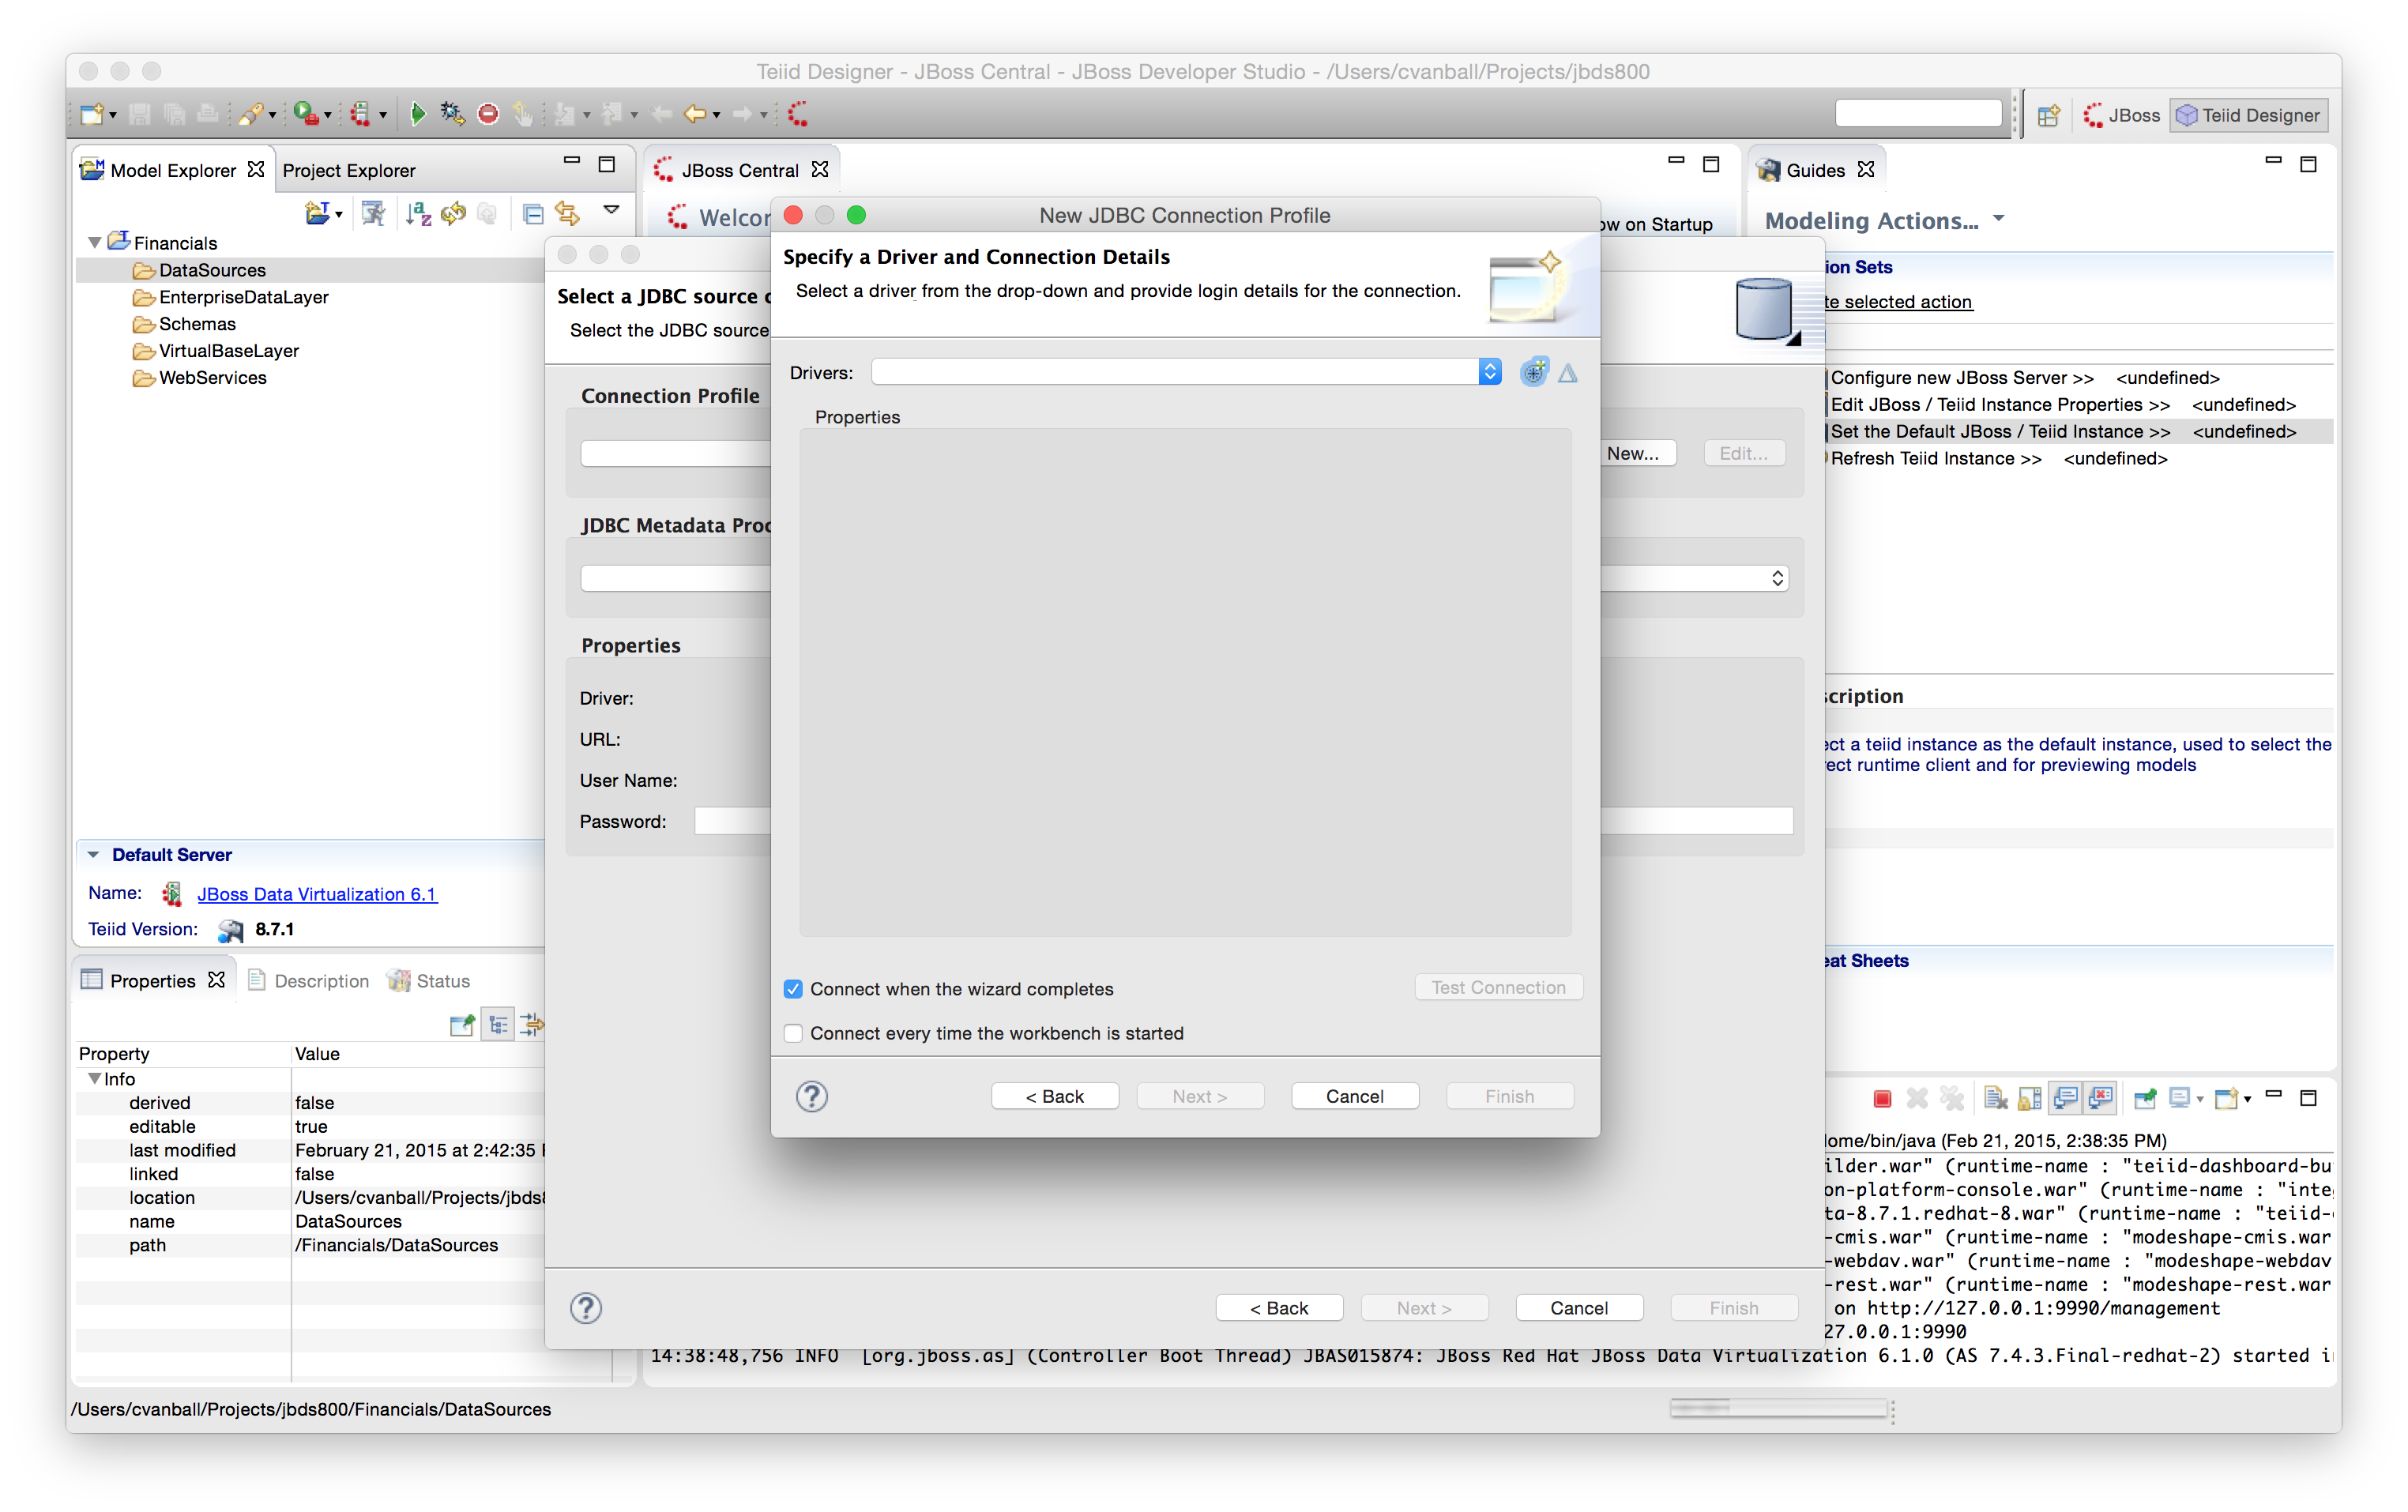 Teiid Designer - JBoss Central - JBoss Developer Studio - /Users/cvanball/Projects/jbds800
JBoss
Teiid Designer
Model Explorer
Project Explorer
Financials
DataSources
EnterpriseDataLayer
Schemas
VirtualBaseLayer
WebServices
Default Server
Name: JBoss Data Virtualization 6.1
Teiid Version: 8.7.1
Properties
Description
Status
Property Value
Info
derived false
editable true
last modified February 21, 2015 at 2:42:35
linked false
location /Users/cvanball/Projects/jbds8
name DataSources
path /Financials/DataSources
/Users/cvanball/Projects/jbds800/Financials/DataSources
JBoss Central
Welcor
ow on Startup
Select a JDBC source c
Select the JDBC source
Connection Profile
New...
Edit...
JDBC Metadata Proc
Properties
Driver:
URL:
User Name:
Password:
< Back
Next >
Cancel
Finish
New JDBC Connection Profile
Specify a Driver and Connection Details
Select a driver from the drop-down and provide login details for the connection.
Drivers:
Properties
Connect when the wizard completes
Test Connection
Connect every time the workbench is started
< Back
Next >
Cancel
Finish
Guides
Modeling Actions...
ion Sets
te selected action
Configure new JBoss Server >> <undefined>
Edit JBoss / Teiid Instance Properties >> <undefined>
Set the Default JBoss / Teiid Instance >> <undefined>
Refresh Teiid Instance >> <undefined>
scription
ect a teiid instance as the default instance, used to select the
rect runtime client and for previewing models
eat Sheets
Home/bin/java (Feb 21, 2015, 2:38:35 PM)
ilder.war" (runtime-name : "teiid-dashboard-bu
on-platform-console.war" (runtime-name : "inte
ta-8.7.1.redhat-8.war" (runtime-name : "teiid-
-cmis.war" (runtime-name : "modeshape-cmis.war
-webdav.war" (runtime-name : "modeshape-webdav
-rest.war" (runtime-name : "modeshape-rest.war
on http://127.0.0.1:9990/management
27.0.0.1:9990
14:38:48,756 INFO [org.jboss.as] (Controller Boot Thread) JBAS015874: JBoss Red Hat JBoss Data Virtualization 6.1.0 (AS 7.4.3.Final-redhat-2) started i